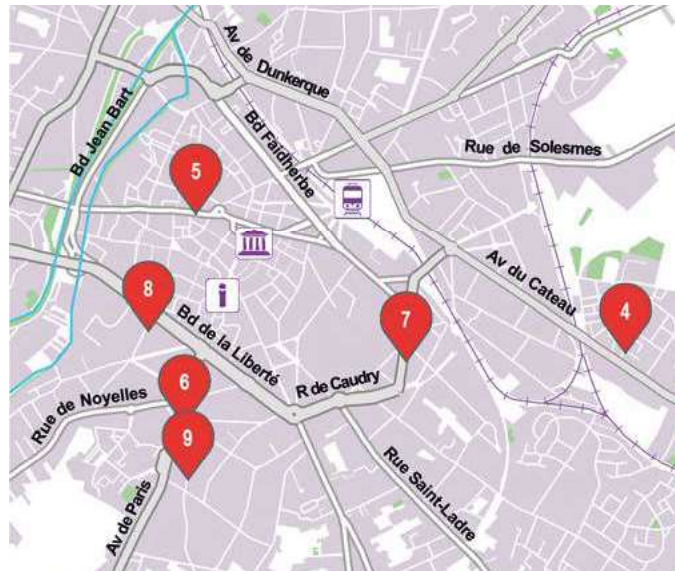 Av de Dunkerque
Bd Jean Bart
Bd Faidherbe
Rue de Solesmes
5
i
8
Bd de la Liberté
7
Av du Cateau
4
6
R de Caudry
Rue de Noyelles
9
Rue Saint-Ladre
Av de Paris